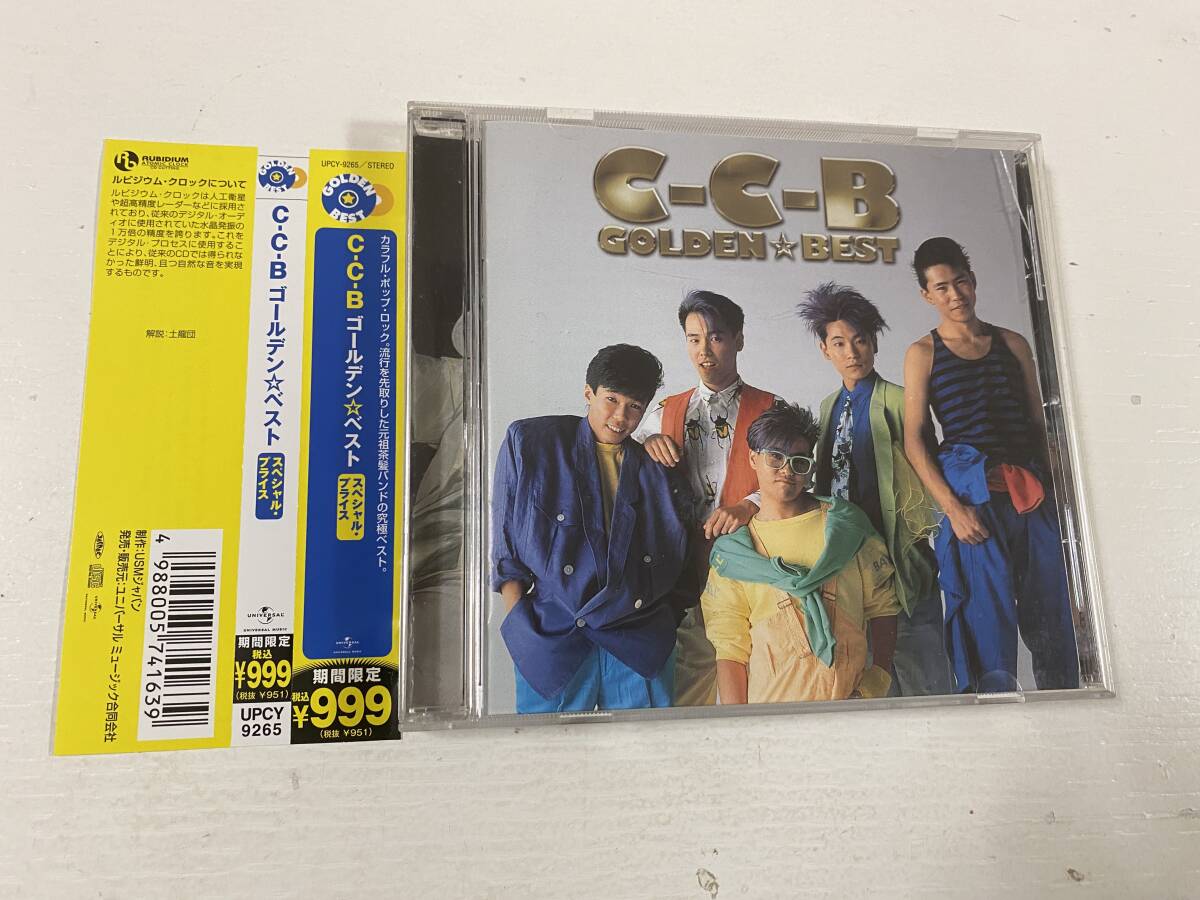 RUBIDIUM
ATOMIC CLOCK
CD CUTTING
ルビジウム・クロックについて
ルビジウム・クロックは人工衛星
や超高精度レーダーなどに採用さ
れており、従来のデジタル・オーデ
ィオに使用されていた水晶発振の
1万倍の精度を誇ります。これを
デジタル・プロセスに使用するこ
とにより、従来のCDでは得られな
かった鮮明、且つ自然な音を実現
するものです。
解説:土龍団
制作:USMジャパン
発売・販売元:ユニバーサル ミュージック合同会社
4 988005 741639
GOLDEN
BEST
C-C-B ゴールデン☆ベスト
スペシャル・
プライス
UNIVERSAL
UNIVERSAL MUSIC
期間限定
税込
¥999
(税抜 ¥951)
UPCY
9265
UPCY-9265/STEREO
GOLDEN
BEST
カラフル・ポップ・ロック。流行を先取りした元祖茶髪バンドの究極ベスト。
C-C-B ゴールデン☆ベスト
スペシャル・
プライス
UNIVERSAL
UNIVERSAL MUSIC
期間限定
税込
¥999
(税抜 ¥951)
C-C-B
GOLDEN☆BEST